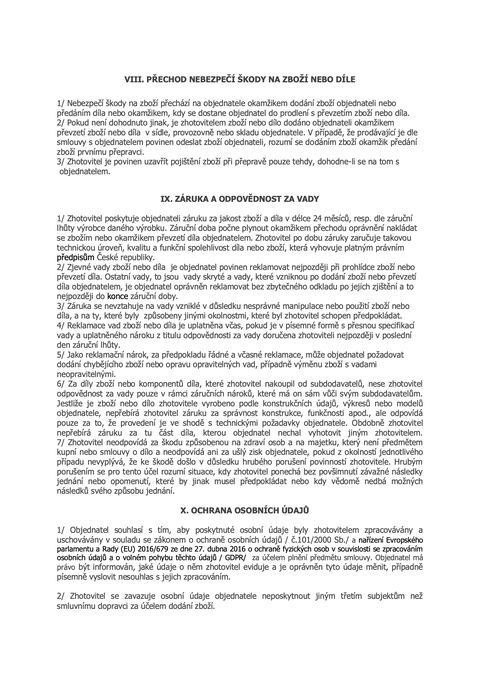 VIII. PŘECHOD NEBEZPEČÍ ŠKODY NA ZBOŽÍ NEBO DÍLE
1/ Nebezpečí škody na zboží přechází na objednatele okamžikem dodání zboží objednateli nebo
předáním díla nebo okamžikem, kdy se dostane objednatel do prodlení s převzetím zboží nebo díla.
2/ Pokud není dohodnuto jinak, je zhotovitelem zboží nebo dílo dodáno objednateli okamžikem
převzetí zboží nebo díla v sídle, provozovně nebo skladu objednatele. V případě, že prodávající je dle
smlouvy s objednatelem povinen odeslat zboží objednateli, rozumí se dodáním zboží okamžik předání
zboží prvnímu přepravci.
3/ Zhotovitel je povinen uzavřít pojištění zboží při přepravě pouze tehdy, dohodne-li se na tom s
objednatelem.
IX. ZÁRUKA A ODPOVĚDNOST ZA VADY
1/ Zhotovitel poskytuje objednateli záruku za jakost zboží a díla v délce 24 měsíců, resp. dle záruční
lhůty výrobce daného výrobku. Záruční doba počne plynout okamžikem přechodu oprávnění nakládat
se zbožím nebo okamžikem převzetí díla objednatelem. Zhotovitel po dobu záruky zaručuje takovou
technickou úroveň, kvalitu a funkční spolehlivost díla nebo zboží, která vyhovuje platným právním
předpisům České republiky.
2/ Zjevné vady zboží nebo díla je objednatel povinen reklamovat nejpozději při prohlídce zboží nebo
převzetí díla. Ostatní vady, to jsou vady skryté a vady, které vzniknou až po dodání zboží nebo převzetí
díla objednatelem, je objednatel oprávněn reklamovat bez zbytečného odkladu po jejich zjištění a to
nejpozději do konce záruční doby.
3/ Záruka se nevztahuje na vady vzniklé v důsledku nesprávné manipulace nebo použití zboží nebo
díla, a na ty, které byly způsobeny jinými okolnostmi, které byl zhotovitel schopen předpokládat.
4/ Reklamace vad zboží nebo díla je uplatněna včas, pokud je v písemné formě s přesnou specifikací
vady a uplatněného nároku z titulu odpovědnosti za vady doručena zhotoviteli nejpozději v poslední
den záruční lhůty.
5/ Jako reklamační nárok, za předpokladu řádné a včasné reklamace, může objednatel požadovat
dodání chybějícího zboží nebo opravu opravitelných vad, případně výměnu zboží s vadami
neopravitelnými.
6/ Za díly zboží nebo komponentů díla, které zhotovitel nakoupil od subdodavatelů, nese zhotovitel
odpovědnost za vady pouze v rámci záručních nároků, které má on sám vůči svým subdodavatelům.
Jestliže je zboží nebo dílo zhotovitele vyrobeno podle konstrukčních údajů, výkresů nebo modelů
objednatele, nepřebírá zhotovitel záruku za správnost konstrukce, funkčnosti apod., ale odpovídá
pouze za to, že provedení je ve shodě s technickými požadavky objednatele. Obdobně zhotovitel
nepřebírá záruku za tu část díla, kterou objednatel nechal vyhotovit jiným zhotovitelem.
7/ Zhotovitel neodpovídá za škodu způsobenou na zdraví osob a na majetku, který není předmětem
kupní nebo smlouvy o dílo a neodpovídá ani za ušlý zisk objednatele, pokud z okolností jednotlivého
případu nevyplývá, že ke škodě došlo v důsledku hrubého porušení povinností zhotovitele. Hrubým
porušením se pro tento účel rozumí situace, kdy zhotovitel ponechá bez povšimnutí závažné následky
jednání nebo opomenutí, které by jinak musel předpokládat nebo kdy vědomě nedbá možných
následků svého způsobu jednání.
X. OCHRANA OSOBNÍCH ÚDAJŮ
1/ Objednatel souhlasí s tím, aby poskytnuté osobní údaje byly zhotovitelem zpracovávány a
uschovávány v souladu se zákonem o ochraně osobních údajů / č.101/2000 Sb./ a nařízení Evropského
parlamentu a Rady (EU) 2016/679 ze dne 27. dubna 2016 o ochraně fyzických osob v souvislosti se zpracováním
osobních údajů a o volném pohybu těchto údajů / GDPR/ za účelem plnění předmětu smlouvy. Objednatel má
právo být informován, jaké údaje o něm zhotovitel eviduje a je oprávněn tyto údaje měnit, případně
písemně vyslovit nesouhlas s jejich zpracováním.
2/ Zhotovitel se zavazuje osobní údaje objednatele neposkytnout jiným třetím subjektům než
smluvnímu dopravci za účelem dodání zboží.